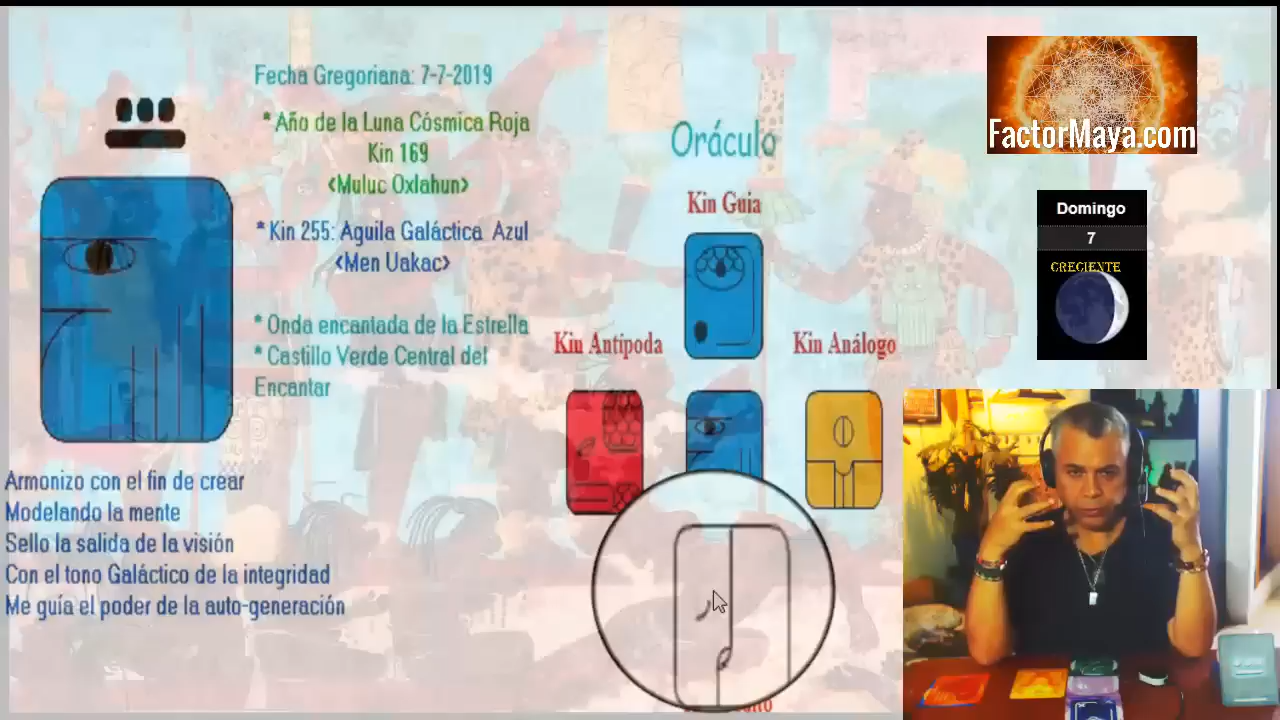 Fecha Gregoriana: 7-7-2019
* Año de la Luna Cósmica Roja
Kin 169
<Muluc Oxlahun>
* Kin 255: Aguila Galáctica Azul
<Men Uakac>
* Onda encantada de la Estrella
* Castillo Verde Central del
Encantar
Armonizo con el fin de crear
Modelando la mente
Sello la salida de la visión
Con el tono Galáctico de la integridad
Me guía el poder de la auto-generación
Oráculo
Kin Guia
Kin Antípoda
Kin Análogo
FactorMaya.com
Domingo
7
CRECIENTE